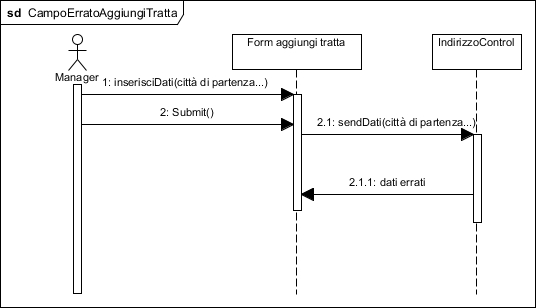 sd CampoErratoAggiungiTratta
Manager
Form aggiungi tratta
IndirizzoControl
1: inserisciDati(città di partenza...)
2: Submit()
2.1: sendDati(città di partenza...)
2.1.1: dati errati